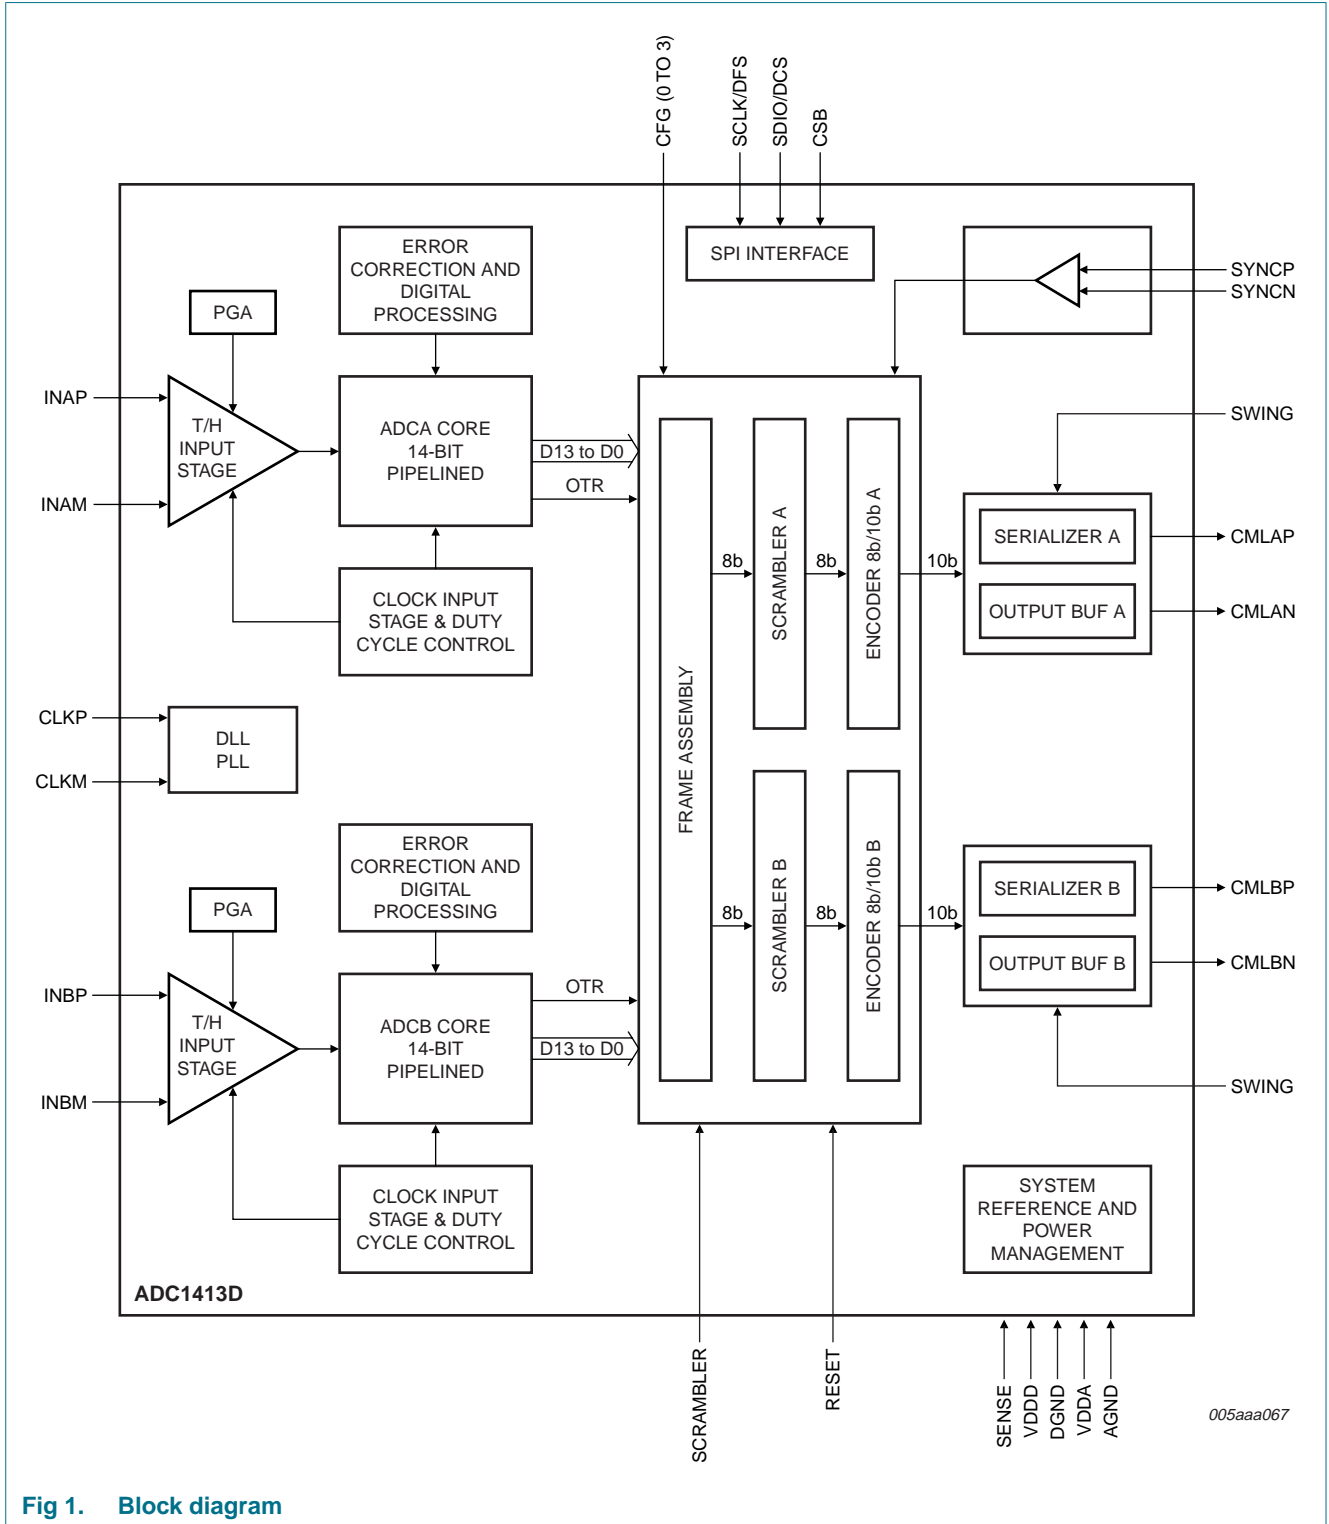 CFG (0 TO 3)
SCLK/DFS
SDIO/DCS
CSB
ERROR
CORRECTION AND
DIGITAL
PROCESSING
SPI INTERFACE
SYNCP
SYNCN
PGA
INAP
T/H
INPUT
STAGE
INAM
ADCA CORE
14-BIT
PIPELINED
D13 to D0
OTR
SWING
CLOCK INPUT
STAGE & DUTY
CYCLE CONTROL
FRAME ASSEMBLY
8b
SCRAMBLER A
8b
ENCODER 8b/10b A
10b
SERIALIZER A
OUTPUT BUF A
CMLAP
CMLAN
CLKP
CLKM
DLL
PLL
ERROR
CORRECTION AND
DIGITAL
PROCESSING
PGA
INBP
T/H
INPUT
STAGE
INBM
ADCB CORE
14-BIT
PIPELINED
OTR
D13 to D0
8b
SCRAMBLER B
8b
ENCODER 8b/10b B
10b
SERIALIZER B
OUTPUT BUF B
CMLBP
CMLBN
SWING
CLOCK INPUT
STAGE & DUTY
CYCLE CONTROL
SYSTEM
REFERENCE AND
POWER
MANAGEMENT
ADC1413D
SCRAMBLER
RESET
SENSE
VDDD
DGND
VDDA
AGND
005aaa067
Fig 1. Block diagram